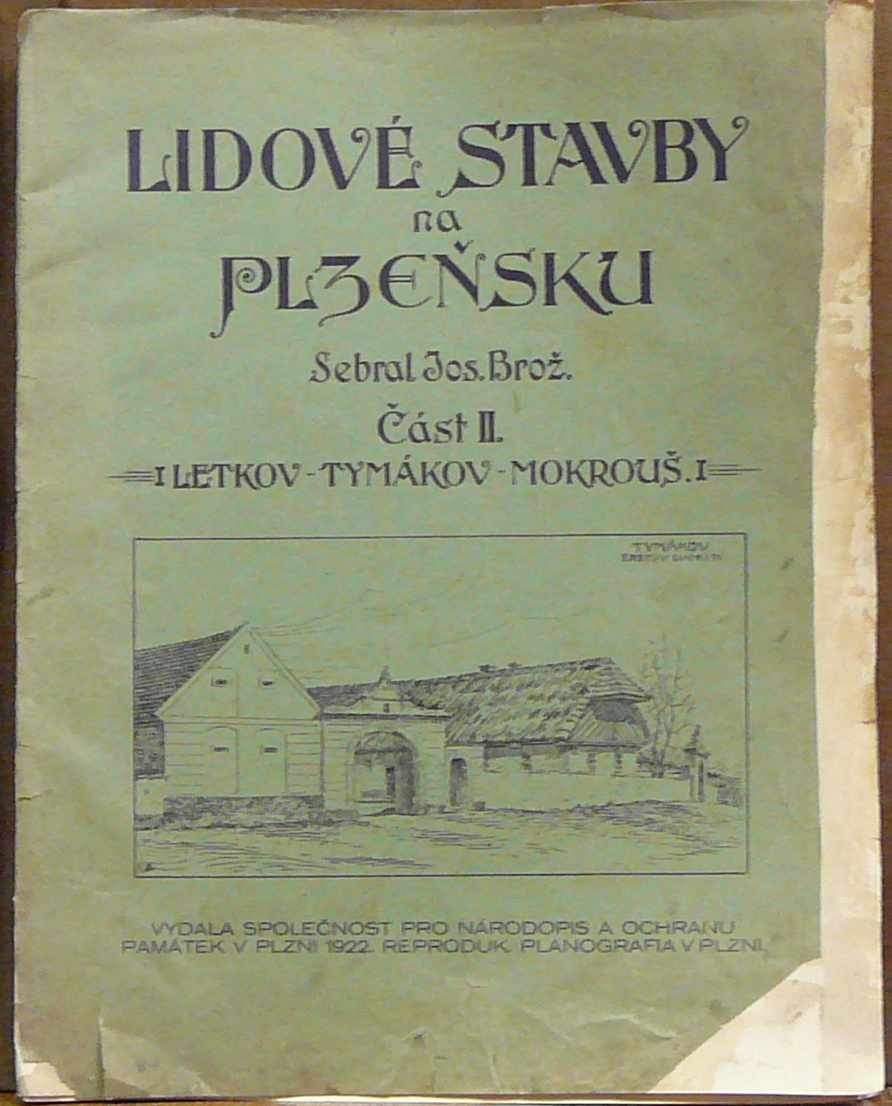 LIDOVÉ STAVBY
na
PLZEŇSKU
Sebral Jos. Brož.
Část II.
LETKOV - TYMÁKOV - MOKROUŠ.
TYMÁKOV
VYDALA SPOLEČNOST PRO NÁRODOPIS A OCHRANU
PAMÁTEK V PLZNI 1922. REPRODUK. PLANOGRAFIA V PLZNI.